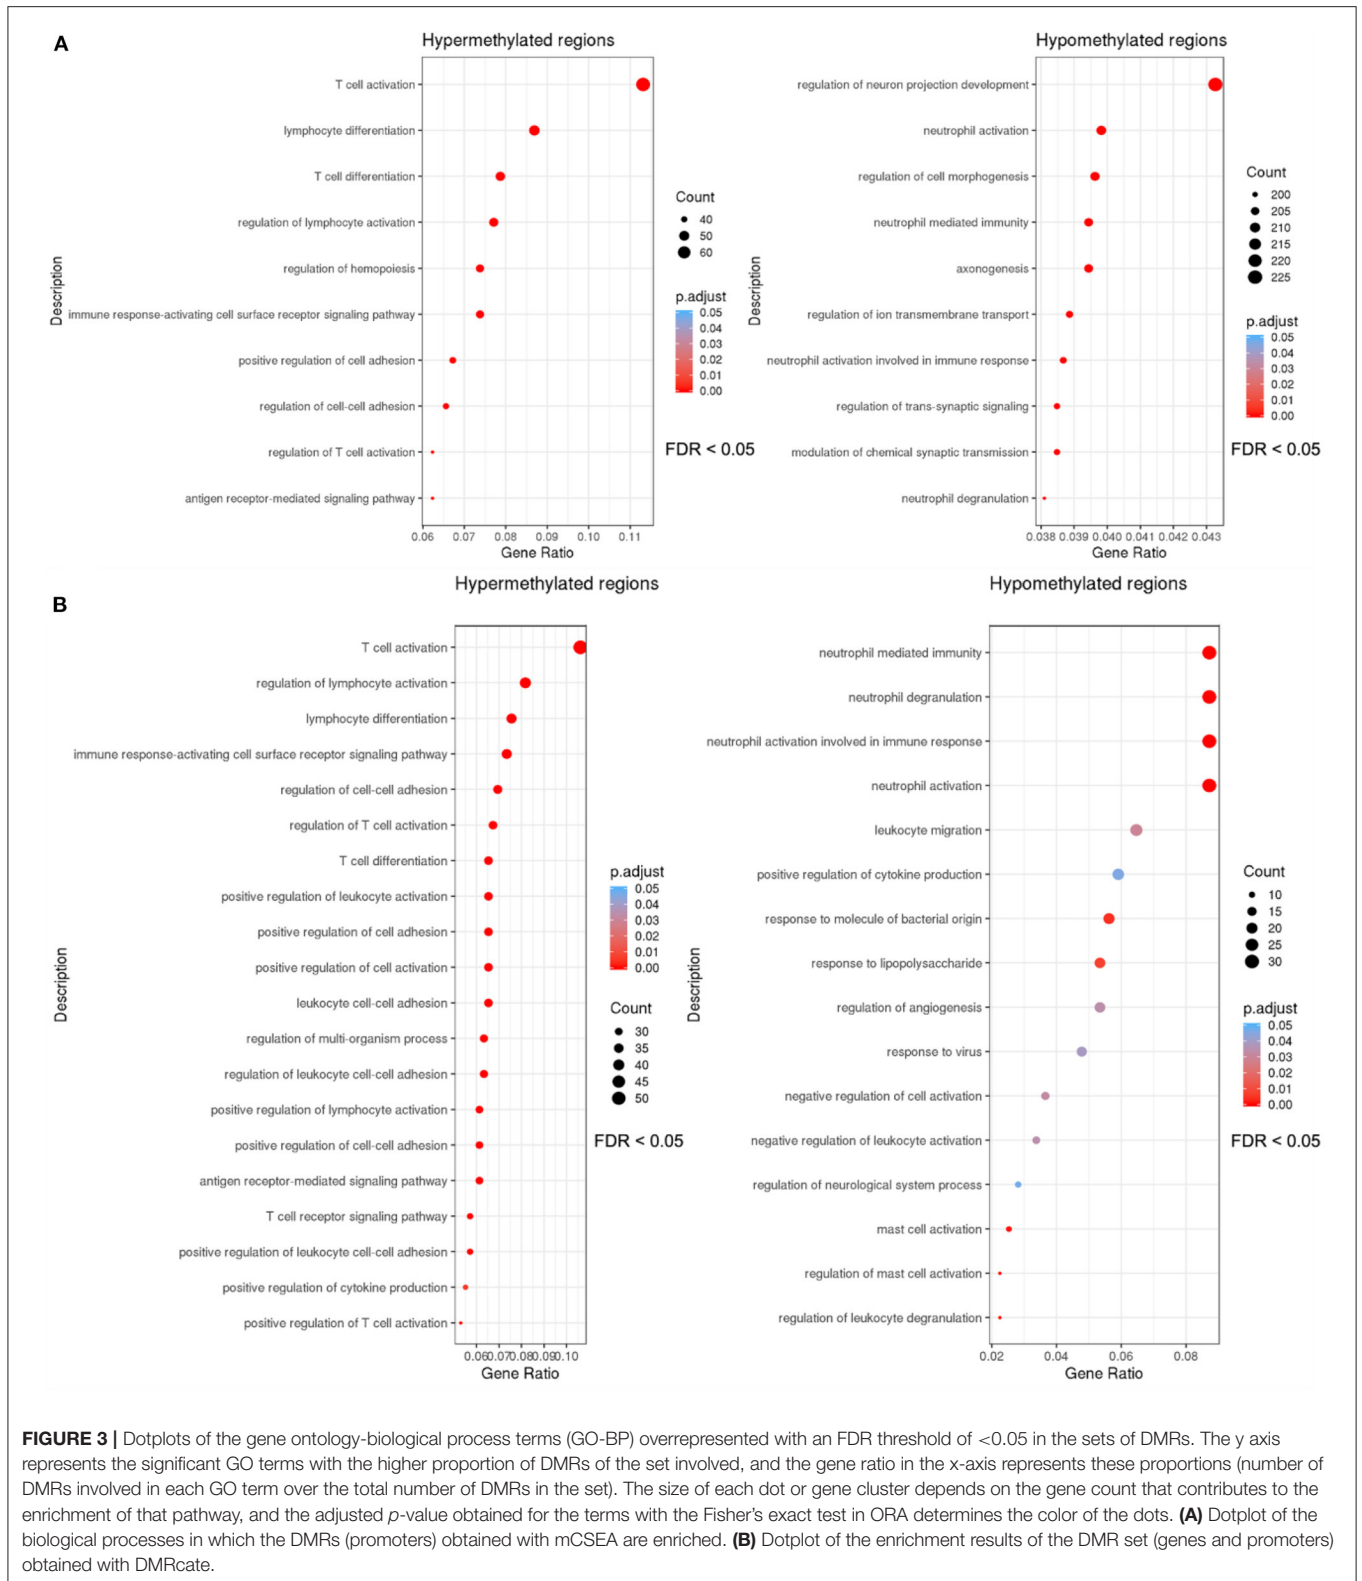 A
Hypermethylated regions
Description
T cell activation
lymphocyte differentiation
T cell differentiation
regulation of lymphocyte activation
regulation of hemopoiesis
immune response-activating cell surface receptor signaling pathway
positive regulation of cell adhesion
regulation of cell-cell adhesion
regulation of T cell activation
antigen receptor-mediated signaling pathway
0.06 0.07 0.08 0.09 0.10 0.11
Gene Ratio
Count
40
50
60
p.adjust
0.05
0.04
0.03
0.02
0.01
0.00
FDR < 0.05
Hypomethylated regions
Description
regulation of neuron projection development
neutrophil activation
regulation of cell morphogenesis
neutrophil mediated immunity
axonogenesis
regulation of ion transmembrane transport
neutrophil activation involved in immune response
regulation of trans-synaptic signaling
modulation of chemical synaptic transmission
neutrophil degranulation
0.038 0.039 0.040 0.041 0.042 0.043
Gene Ratio
Count
200
205
210
215
220
225
p.adjust
0.05
0.04
0.03
0.02
0.01
0.00
FDR < 0.05
B
Hypermethylated regions
Description
T cell activation
regulation of lymphocyte activation
lymphocyte differentiation
immune response-activating cell surface receptor signaling pathway
regulation of cell-cell adhesion
regulation of T cell activation
T cell differentiation
positive regulation of leukocyte activation
positive regulation of cell adhesion
positive regulation of cell activation
leukocyte cell-cell adhesion
regulation of multi-organism process
regulation of leukocyte cell-cell adhesion
positive regulation of lymphocyte activation
positive regulation of cell-cell adhesion
antigen receptor-mediated signaling pathway
T cell receptor signaling pathway
positive regulation of leukocyte cell-cell adhesion
positive regulation of cytokine production
positive regulation of T cell activation
0.06 0.07 0.08 0.09 0.10
Gene Ratio
p.adjust
0.05
0.04
0.03
0.02
0.01
0.00
Count
30
35
40
45
50
FDR < 0.05
Hypomethylated regions
Description
neutrophil mediated immunity
neutrophil degranulation
neutrophil activation involved in immune response
neutrophil activation
leukocyte migration
positive regulation of cytokine production
response to molecule of bacterial origin
response to lipopolysaccharide
regulation of angiogenesis
response to virus
negative regulation of cell activation
negative regulation of leukocyte activation
regulation of neurological system process
mast cell activation
regulation of mast cell activation
regulation of leukocyte degranulation
0.02 0.04 0.06 0.08
Gene Ratio
Count
10
15
20
25
30
p.adjust
0.05
0.04
0.03
0.02
0.01
0.00
FDR < 0.05
FIGURE 3 | Dotplots of the gene ontology-biological process terms (GO-BP) overrepresented with an FDR threshold of <0.05 in the sets of DMRs. The y axis
represents the significant GO terms with the higher proportion of DMRs of the set involved, and the gene ratio in the x-axis represents these proportions (number of
DMRs involved in each GO term over the total number of DMRs in the set). The size of each dot or gene cluster depends on the gene count that contributes to the
enrichment of that pathway, and the adjusted p-value obtained for the terms with the Fisher's exact test in ORA determines the color of the dots. (A) Dotplot of the
biological processes in which the DMRs (promoters) obtained with mCSEA are enriched. (B) Dotplot of the enrichment results of the DMR set (genes and promoters)
obtained with DMRcate.